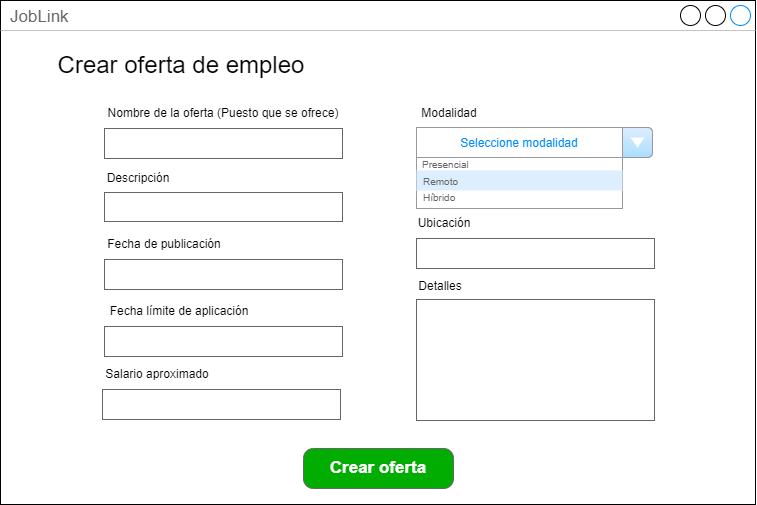 JobLink
Crear oferta de empleo
Nombre de la oferta (Puesto que se ofrece)
Descripción
Fecha de publicación
Fecha límite de aplicación
Salario aproximado
Modalidad
Seleccione modalidad
Presencial
Remoto
Híbrido
Ubicación
Detalles
Crear oferta